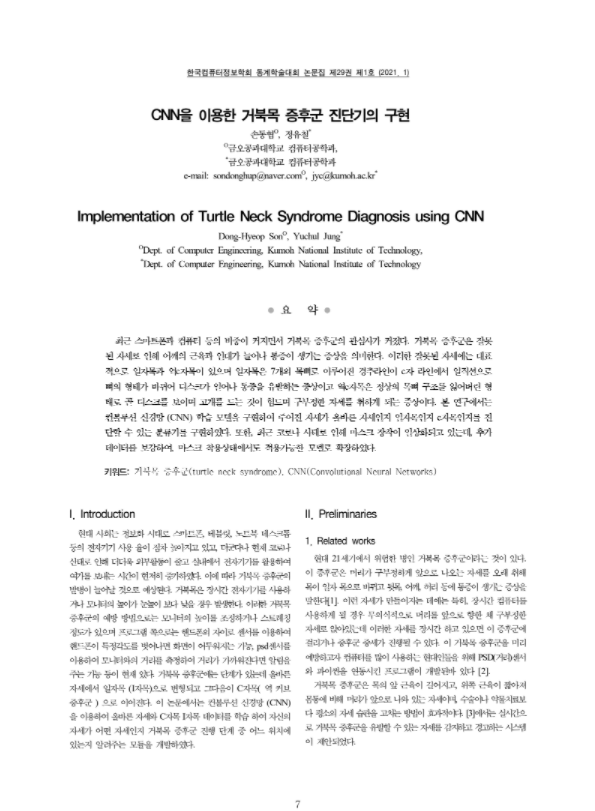 한국컴퓨터정보학회 동계학술대회 논문집 제29권 제1호 (2021. 1)
CNN을 이용한 거북목 증후군 진단기의 구현
손동협O, 정유철*
O금오공과대학교 컴퓨터공학과,
*금오공과대학교 컴퓨터공학과
e-mail: sondonghup@naver.comO, jyc@kumoh.ac.kr*
Implementation of Turtle Neck Syndrome Diagnosis using CNN
Dong-Hyeop SonO, Yuchul Jung*
ODept. of Computer Engineering, Kumoh National Institute of Technology,
*Dept. of Computer Engineering, Kumoh National Institute of Technology
● 요 약 ●
최근 스마트폰과 컴퓨터 등의 비중이 커지면서 거북목 증후군의 관심사가 커졌다. 거북목 증후군은 잘못
된 자세로 인해 어깨의 근육과 인대가 늘어나 통증이 생기는 증상을 의미한다. 이러한 잘못된 자세에는 대표
적으로 일자목과 역c자목이 있으며 일자목은 7개의 목뼈로 이루어진 경추라인이 c자 라인에서 일직선으로
뼈의 형태가 바뀌어 디스크가 일어나 통증을 유발하는 증상이고 역c자목은 정상의 목뼈 구조를 잃어버린 형
태로 끈 디스크를 보이며 고개를 드는 것이 힘드며 구부정한 자세를 취하게 되는 증상이다. 본 연구에서는
컨볼루션 신경망 (CNN) 학습 모델을 구현하여 주어진 자세가 올바른 자세인지 일자목인지 c자목인지를 진
단할 수 있는 분류기를 구현하였다. 또한, 최근 코로나 시대로 인해 마스크 장착이 일상화되고 있는데, 추가
데이터를 보강하여, 마스크 착용상태에서도 적용가능한 모델로 확장하였다.
키워드: 거북목 증후군(turtle neck syndrome), CNN(Convolutional Neural Networks)
I. Introduction
현대 사회는 정보화 시대로 스마트폰, 태블릿, 노트북 데스크톱
등의 전자기기 사용 율이 점차 높아지고 있고, 더군다나 현재 코로나
신대로 인해 더더욱 외부활동이 줄고 실내에서 전자기기를 활용하여
여가를 보내는 시간이 현저히 증가하였다. 이에 따라 거북목 증후군이
발병이 늘어날 것으로 예상된다. 거북목은 장시간 전자기기를 사용하
거나 모니터의 높이가 눈높이 보다 낮을 경우 발병한다. 이러한 거북목
증후군의 예방 방법으로는 모니터의 높이를 조정하거나 스트레칭
정도가 있으며 프로그램 쪽으로는 핸드폰의 자이로 센서를 이용하여
핸드폰이 특정각도를 벗어나면 화면이 어두워지는 기능, psd센서를
이용하여 모니터와의 거리를 측정하여 거리가 가까워진다면 알림을
주는 기능 등이 현재 있다. 거북목 증후군에는 단계가 있는데 올바른
자세에서 일자목 (I자목)으로 변형되고 그다음이 C자목( 역 커브
증후군 ) 으로 이어진다. 이 논문에서는 컨볼루션 신경망 (CNN)
을 이용하여 올바른 자세와 C자목 I자목 데이터를 학습 하여 자신의
자세가 어떤 자세인지 거북목 증후군 진행 단계 중 어느 위치에
있는지 알려주는 모듈을 개발하였다.
II. Preliminaries
1. Related works
현대 21세기에서 위험한 병인 거북목 증후군이라는 것이 있다.
이 증후군은 머리가 구부정하게 앞으로 나오는 자세를 오래 취해
목이 일자 목으로 바뀌고 뒷목, 어깨, 허리 등에 통증이 생기는 증상을
말한다[1]. 이런 자세가 만들어지는 데에는 특히, 장시간 컴퓨터를
사용하게 될 경우 무의식적으로 머리를 앞으로 향한 채 구부정한
자세로 앉아있는데 이러한 자세를 장시간 하고 있으면 이 증후군에
걸리거나 증후군 증세가 진행될 수 있다. 이 거북목 증후군을 미리
예방하고자 컴퓨터를 많이 사용하는 현대인들을 위해 PSD(거리)센서
와 파이썬을 연동시킨 프로그램이 개발된바 있다 [2].
거북목 증후군은 목의 앞 근육이 길어지고, 위쪽 근육이 짧아져
몸통에 비해 머리가 앞으로 나와 있는 자세이며, 수술이나 약물치료보
다 평소의 자세 습관을 고치는 방법이 효과적이다. [3]에서는 실시간으
로 거북목 증후군을 유발할 수 있는 자세를 감지하고 경고하는 시스템
이 제안되었다.
7